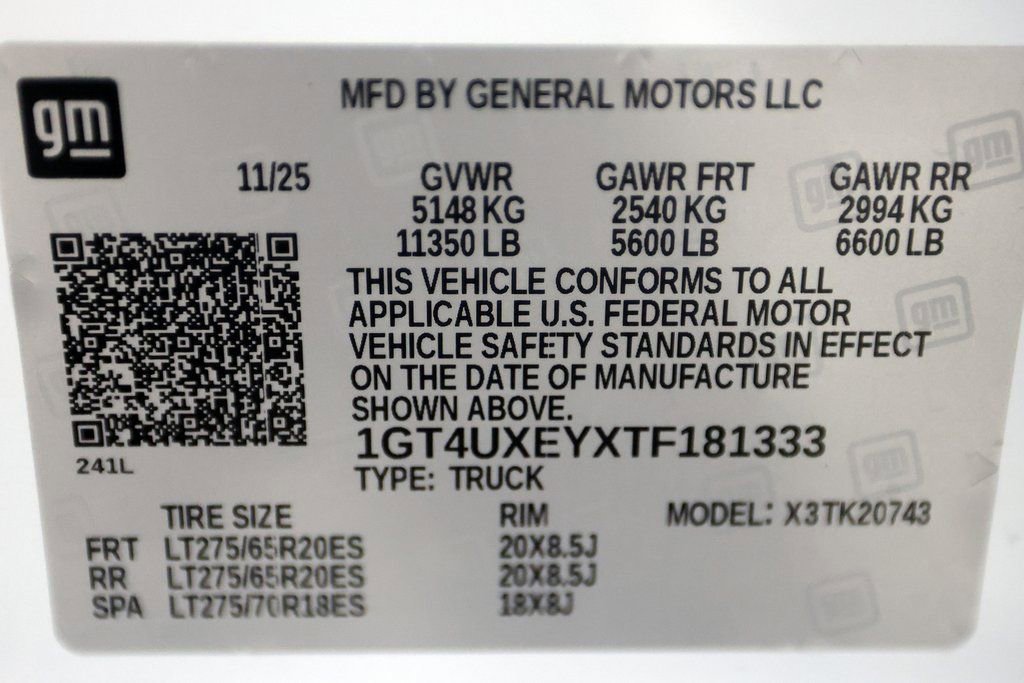 gm
MFD BY GENERAL MOTORS LLC
11/25 GVWR GAWR FRT GAWR RR
5148 KG 2540 KG 2994 KG
11350 LB 5600 LB 6600 LB
THIS VEHICLE CONFORMS TO ALL
APPLICABLE U.S. FEDERAL MOTOR
VEHICLE SAFETY STANDARDS IN EFFECT
ON THE DATE OF MANUFACTURE
SHOWN ABOVE.
1GT4UXEYXTF181333
241L
TYPE: TRUCK
TIRE SIZE RIM MODEL: X3TK20743
FRT LT275/65R20ES 20X8.5J
RR LT275/65R20ES 20X8.5J
SPA LT275/70R18ES 18X8J